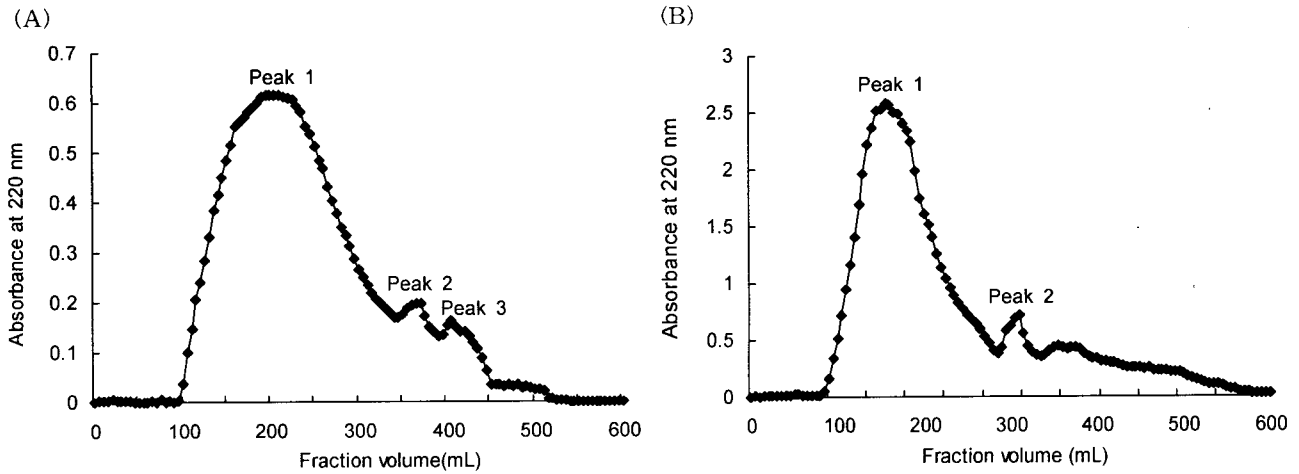 (A)
0.7
0.6
0.5
0.4
0.3
0.2
0.1
0
Absorbance at 220 nm
Peak 1
Peak 2
Peak 3
0 100 200 300 400 500 600
Fraction volume(mL)
(B)
3
2.5
2
1.5
1
0.5
0
Absorbance at 220 nm
Peak 1
Peak 2
0 100 200 300 400 500 600
Fraction volume (mL)